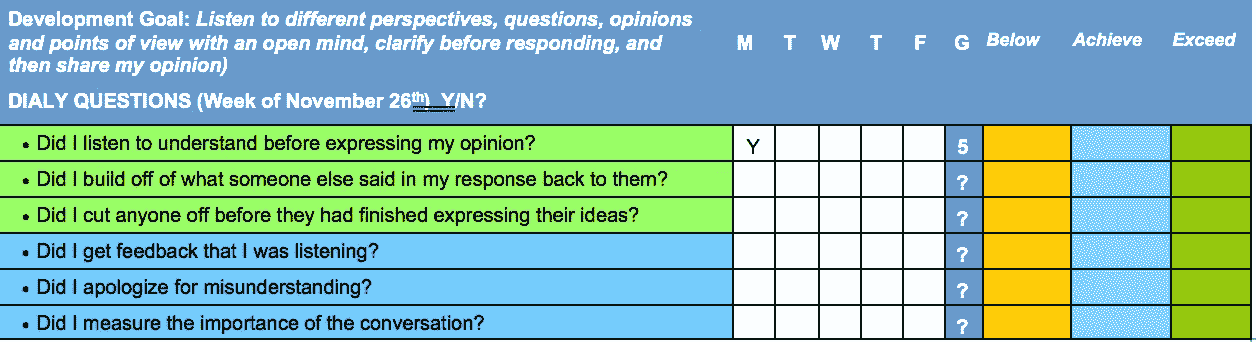 Development Goal: Listen to different perspectives, questions, opinions
and points of view with an open mind, clarify before responding, and
then share my opinion)
M T W T F G Below Achieve Exceed
DIALY QUESTIONS (Week of November 26th) Y/N?
• Did I listen to understand before expressing my opinion? Y 5
• Did I build off of what someone else said in my response back to them? ?
• Did I cut anyone off before they had finished expressing their ideas? ?
• Did I get feedback that I was listening? ?
• Did I apologize for misunderstanding? ?
• Did I measure the importance of the conversation? ?